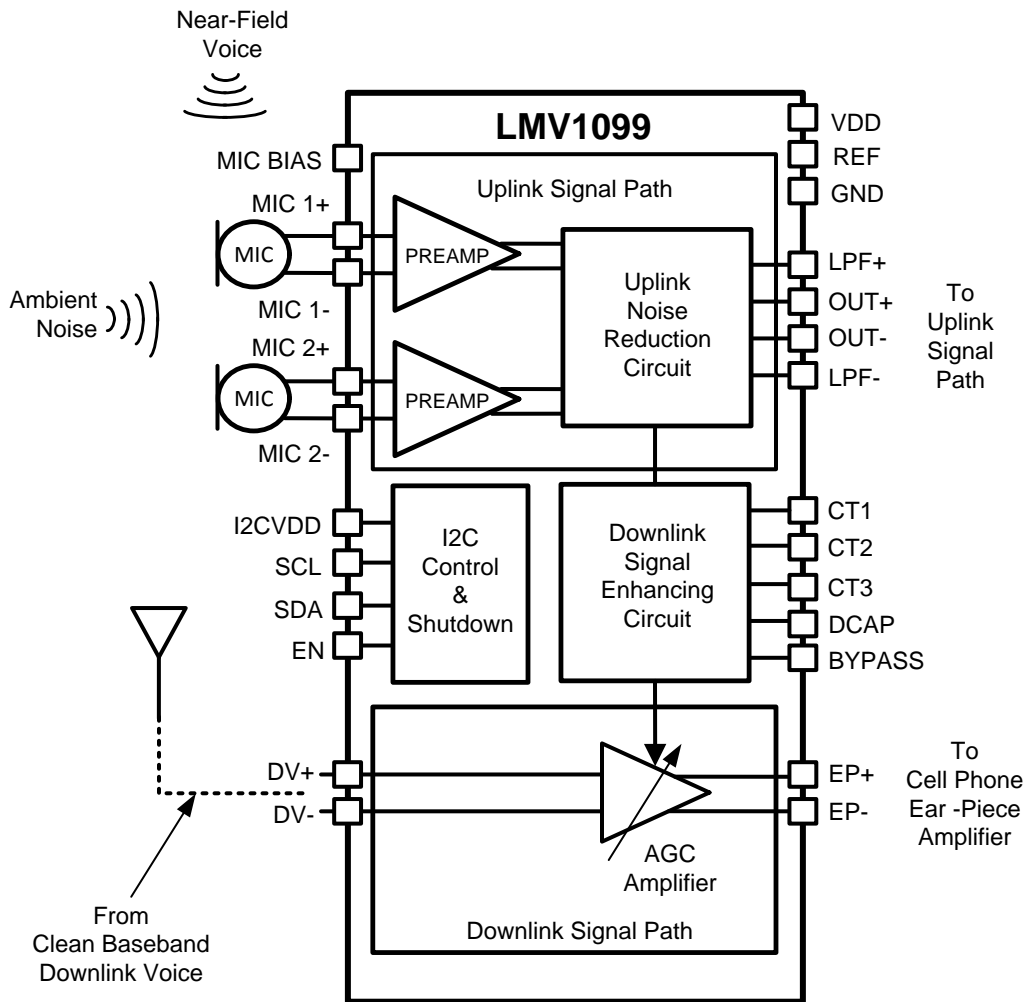 Near-Field
Voice
LMV1099
VDD
REF
GND
MIC BIAS
Uplink Signal Path
MIC 1+
MIC
PREAMP
MIC 1-
Ambient
Noise
MIC 2+
MIC
PREAMP
MIC 2-
Uplink
Noise
Reduction
Circuit
LPF+
OUT+
OUT-
LPF-
To
Uplink
Signal
Path
I2CVDD
SCL
SDA
EN
I2C
Control
&
Shutdown
Downlink
Signal
Enhancing
Circuit
CT1
CT2
CT3
DCAP
BYPASS
DV+
DV-
AGC
Amplifier
EP+
EP-
To
Cell Phone
Ear -Piece
Amplifier
Downlink Signal Path
From
Clean Baseband
Downlink Voice